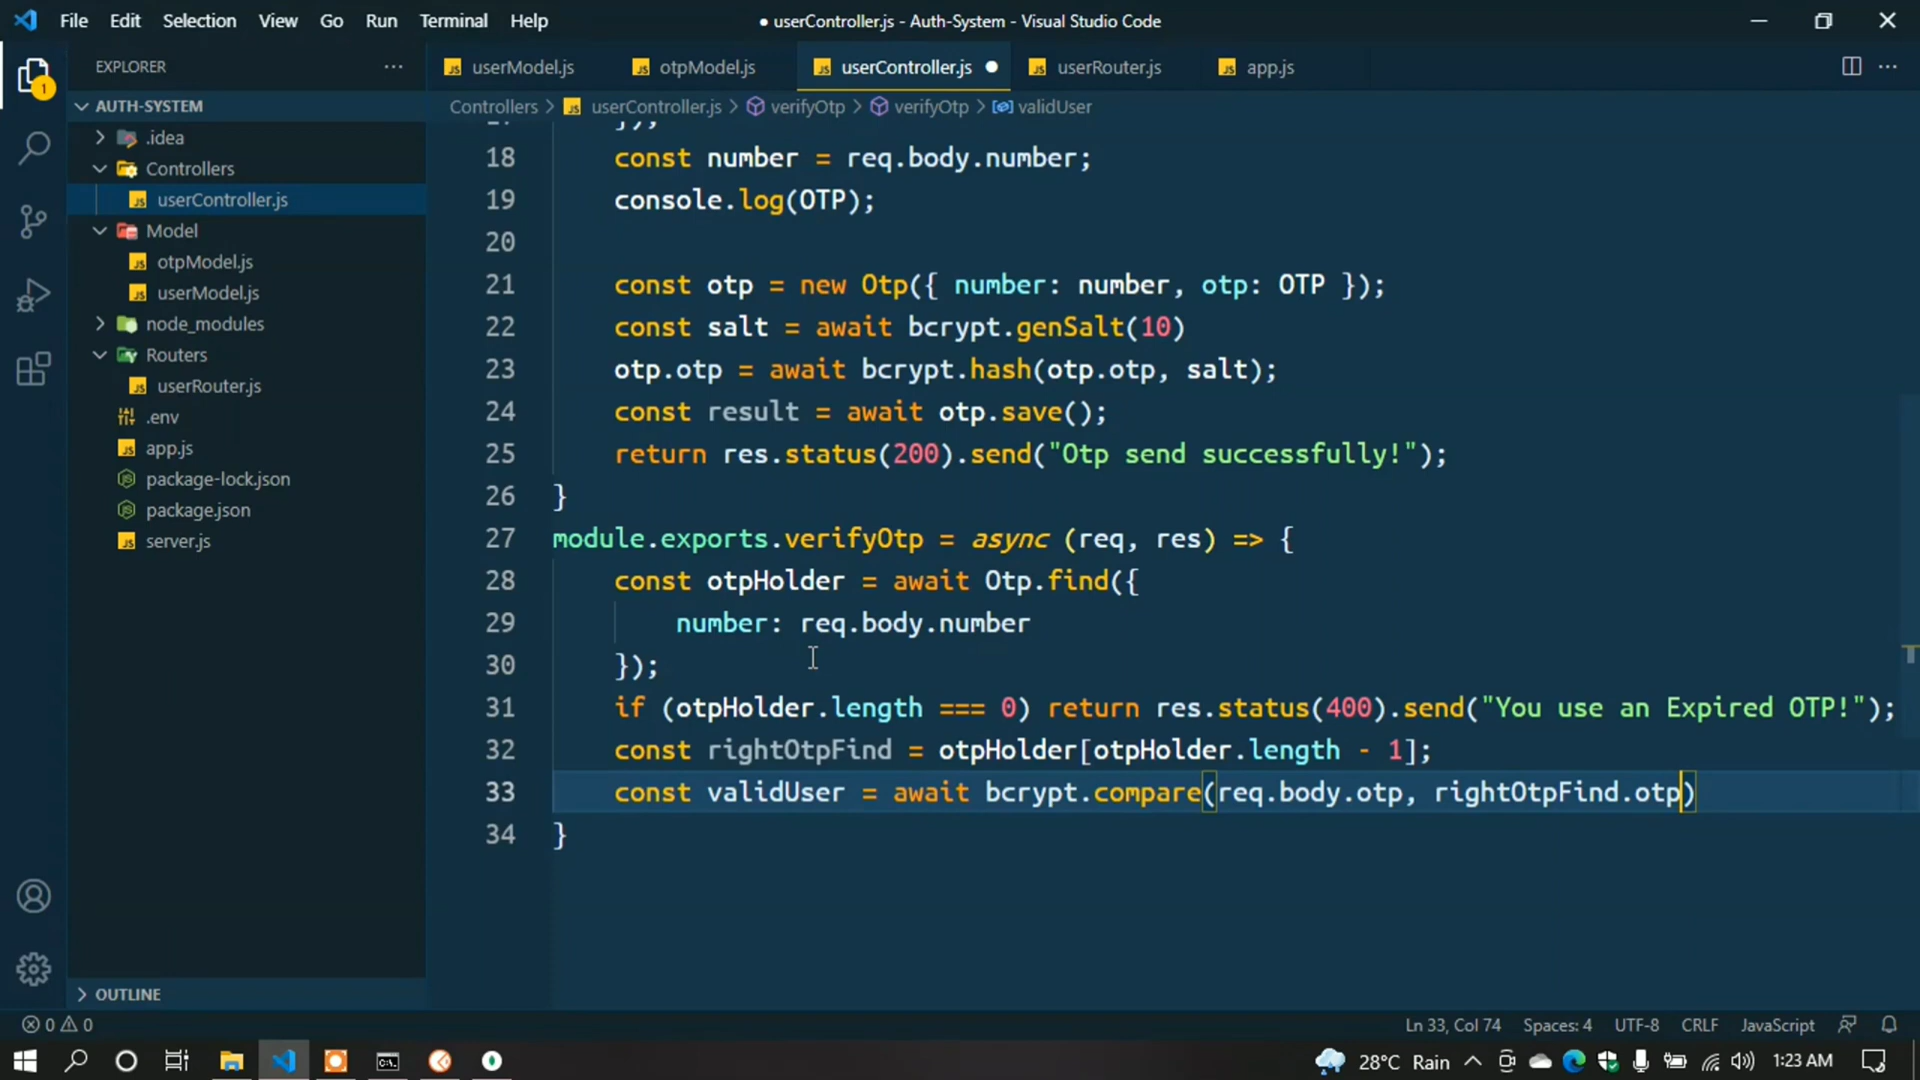 File Edit Selection View Go Run Terminal Help
● userController.js - Auth-System - Visual Studio Code
1
EXPLORER
AUTH-SYSTEM
.idea
Controllers
userController.js
Model
otpModel.js
userModel.js
node_modules
Routers
userRouter.js
.env
app.js
package-lock.json
package.json
server.js
OUTLINE
userModel.js otpModel.js userController.js userRouter.js app.js
Controllers > userController.js > verifyOtp > verifyOtp > validUser
18 const number = req.body.number;
19 console.log(OTP);
20
21 const otp = new Otp({ number: number, otp: OTP });
22 const salt = await bcrypt.genSalt(10)
23 otp.otp = await bcrypt.hash(otp.otp, salt);
24 const result = await otp.save();
25 return res.status(200).send("Otp send successfully!");
26 }
27 module.exports.verifyOtp = async (req, res) => {
28 const otpHolder = await Otp.find({
29 number: req.body.number
30 });
31 if (otpHolder.length === 0) return res.status(400).send("You use an Expired OTP!");
32 const rightOtpFind = otpHolder[otpHolder.length - 1];
33 const validUser = await bcrypt.compare(req.body.otp, rightOtpFind.otp)
34 }
0 0
Ln 33, Col 74 Spaces: 4 UTF-8 CRLF JavaScript
28°C Rain 1:23 AM